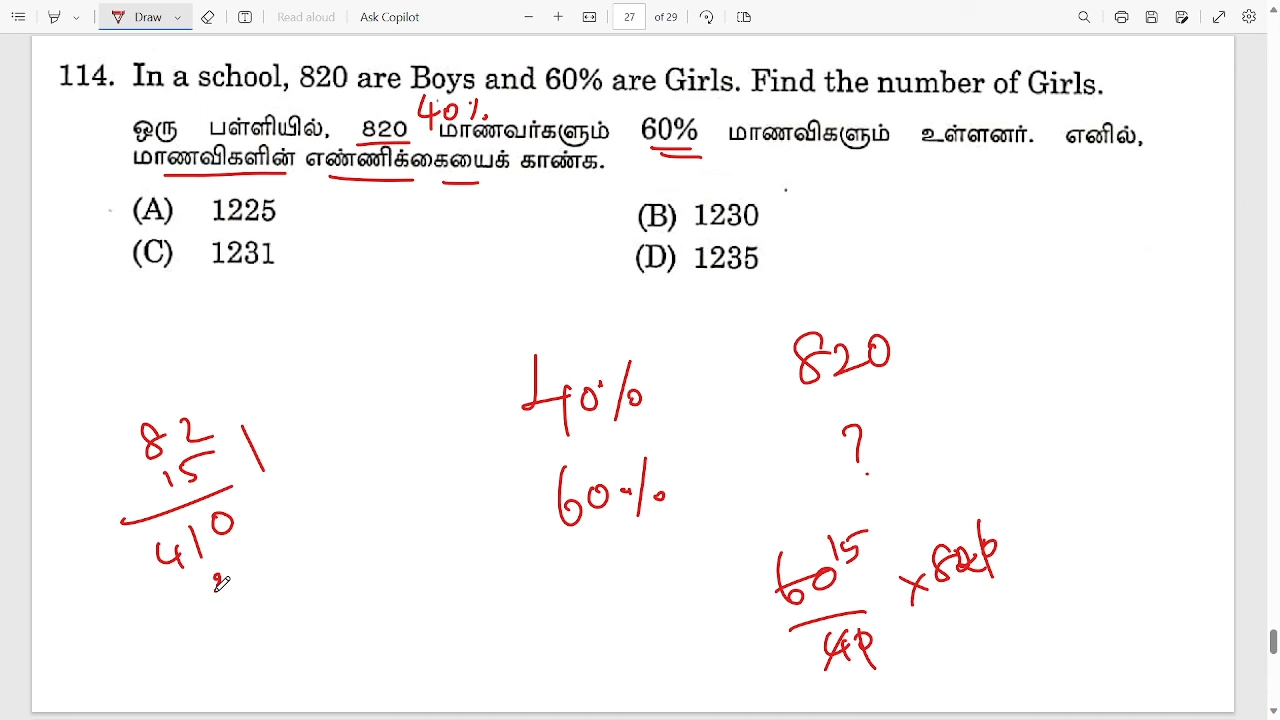 Draw
Read aloud
Ask Copilot
27
of 29
114. In a school, 820 are Boys and 60% are Girls. Find the number of Girls.
40%
ஒரு பள்ளியில், 820 மாணவர்களும் 60% மாணவிகளும் உள்ளனர். எனில்,
மாணவிகளின் எண்ணிக்கையைக் காண்க.
(A) 1225
(B) 1230
(C) 1231
(D) 1235
40% 820
60% ?
82
15
410
60 15 × 820
40